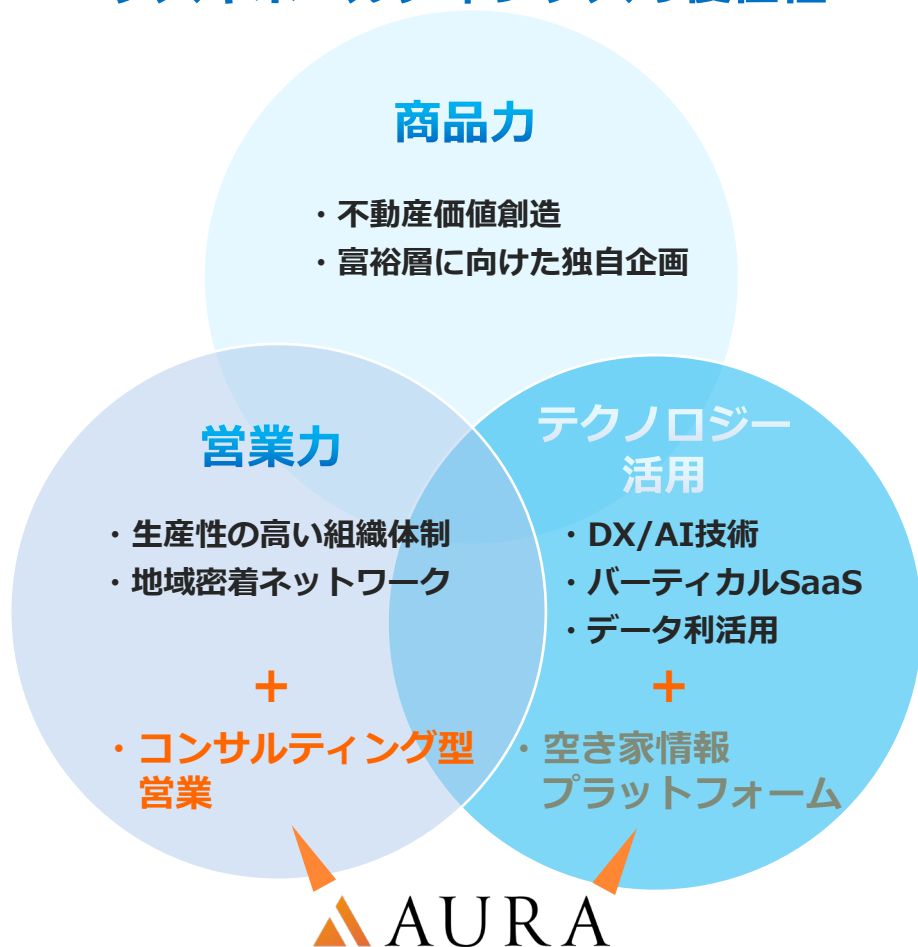 商品力
・不動産価値創造
・富裕層に向けた独自企画
営業力
・生産性の高い組織体制
・地域密着ネットワーク
+
・コンサルティング型
営業
テクノロジー
活用
・DX/AI技術
・バーティカルSaaS
・データ利活用
+
・空き家情報
プラットフォーム
AURA